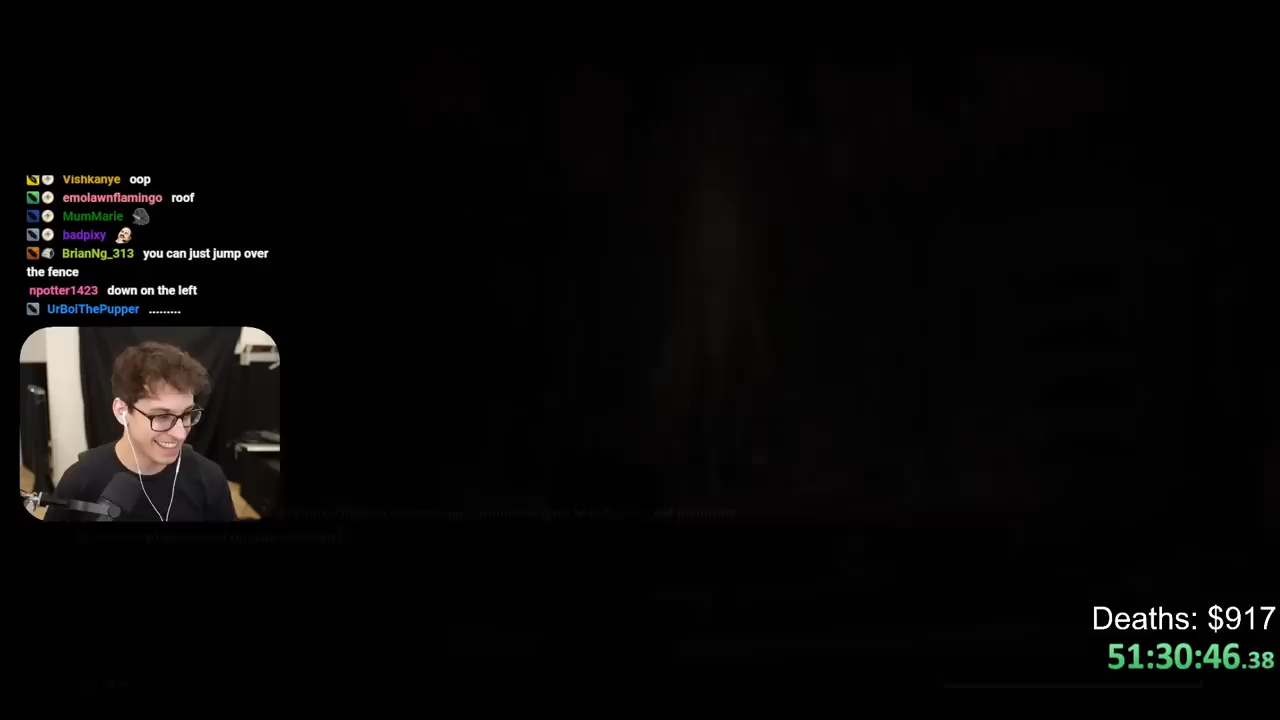 Vishkanye oop
emolawnflamingo roof
MumMarie
badpixy
BrianNg_313 you can just jump over
the fence
npotter1423 down on the left
UrBoiThePupper .........
Deaths: $917
51:30:46.38